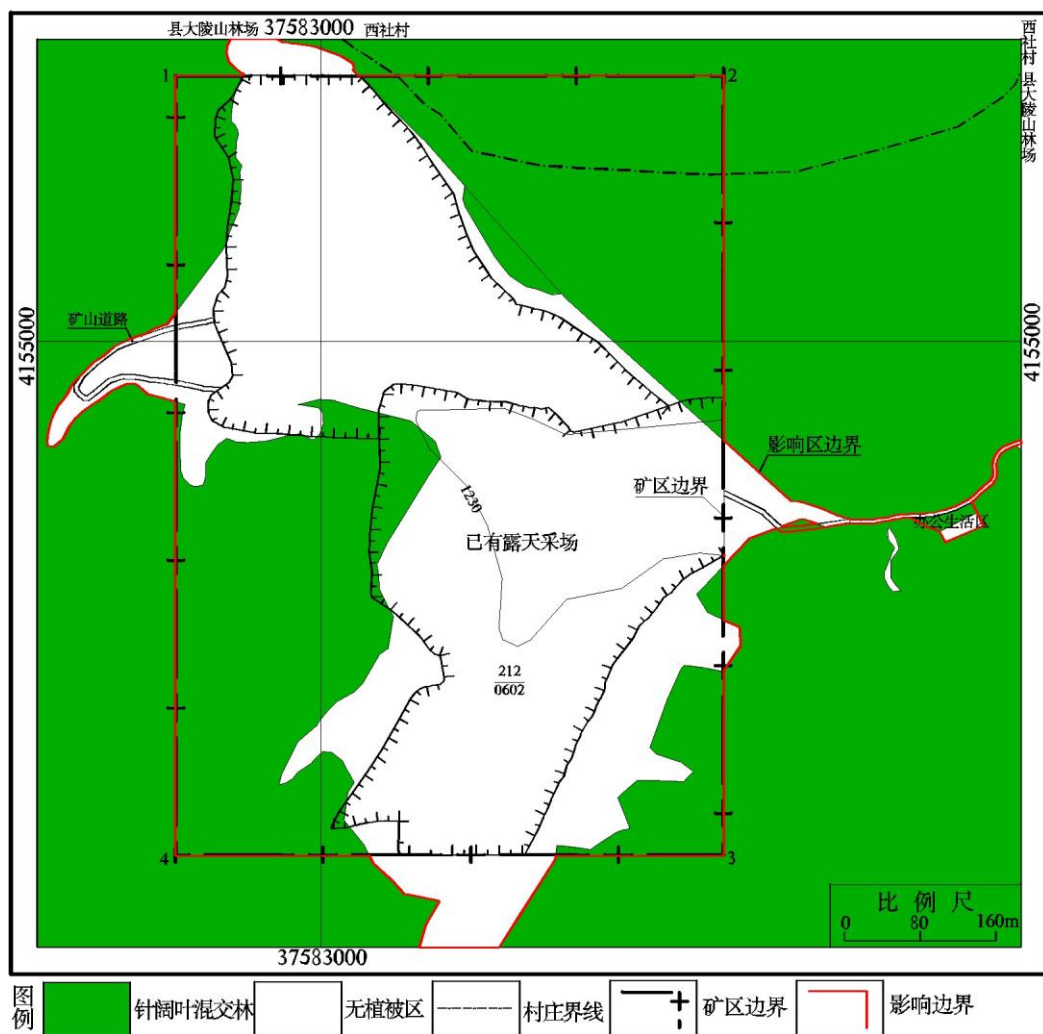 县大陵山林场 37583000 西社村
西社村 县大陵山林场
1
2
4155000
4155000
矿山道路
影响区边界
矿区边界
1230
已有露天采场
办公生活区
212
0602
4
3
比例尺
0 80 160m
37583000
图例 针阔叶混交林 无植被区 村庄界线 矿区边界 影响边界